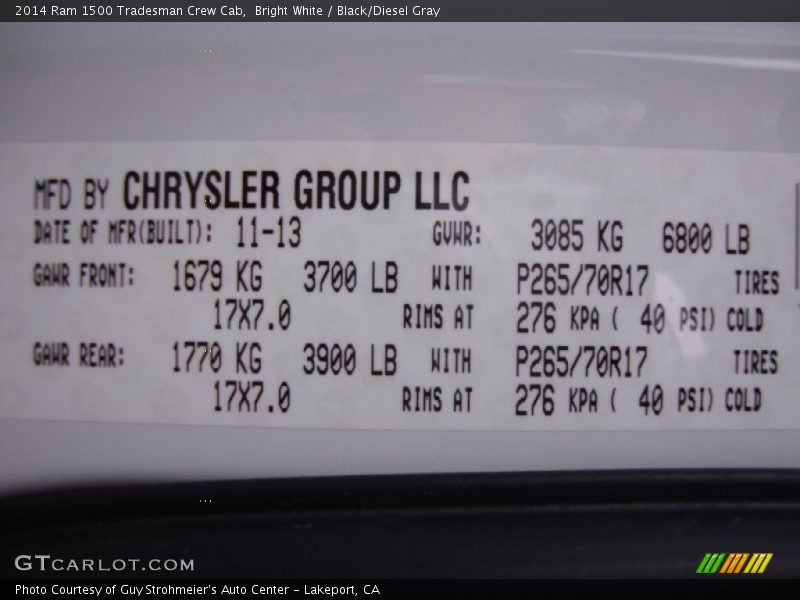 2014 Ram 1500 Tradesman Crew Cab,  Bright White / Black/Diesel Gray
MFD BY CHRYSLER GROUP LLC
DATE OF MFR(BUILT): 11-13 GVWR: 3085 KG 6800 LB
GAWR FRONT: 1679 KG 3700 LB WITH P265/70R17 TIRES
17X7.0 RIMS AT 276 KPA ( 40 PSI) COLD
GAWR REAR: 1770 KG 3900 LB WITH P265/70R17 TIRES
17X7.0 RIMS AT 276 KPA ( 40 PSI) COLD
GTCARLOT.COM
Photo Courtesy of Guy Strohmeier's Auto Center - Lakeport, CA